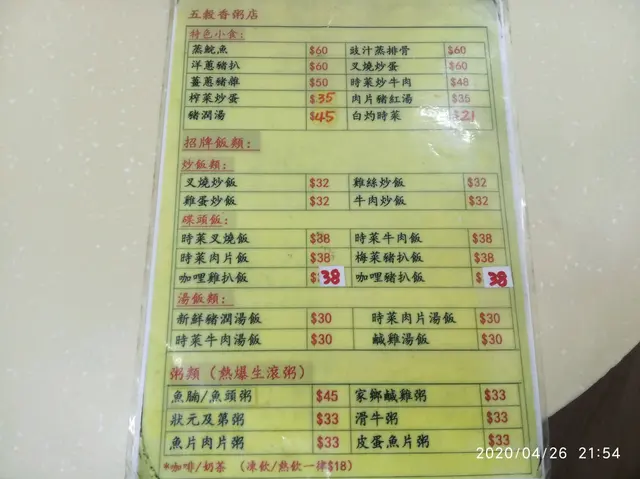 五穀香粥店
特色小食:
蒸鯇魚 $60 豉汁蒸排骨 $60
洋蔥豬扒 $60 叉燒炒蛋 $60
薑蔥豬雜 $50 時菜炒牛肉 $48
榨菜炒蛋 $35 肉片豬紅湯 $35
豬潤湯 $45 白灼時菜 $21
招牌飯類:
炒飯類:
叉燒炒飯 $32 雞絲炒飯 $32
雞蛋炒飯 $32 牛肉炒飯 $32
碟頭飯:
時菜叉燒飯 $38 時菜牛肉飯 $38
時菜肉片飯 $38 梅菜豬扒飯 $38
咖哩雞扒飯 $38 咖哩豬扒飯 $38
湯飯類:
新鮮豬潤湯飯 $30 時菜肉片湯飯 $30
時菜牛肉湯飯 $30 鹹雞湯飯 $30
粥類（熱爆生滾粥）
魚腩/魚頭粥 $45 家鄉鹹雞粥 $33
狀元及第粥 $33 滑牛粥 $33
魚片肉片粥 $33 皮蛋魚片粥 $33
*咖啡/奶茶 （凍飲/熱飲一律$18）
2020/04/26 21:54